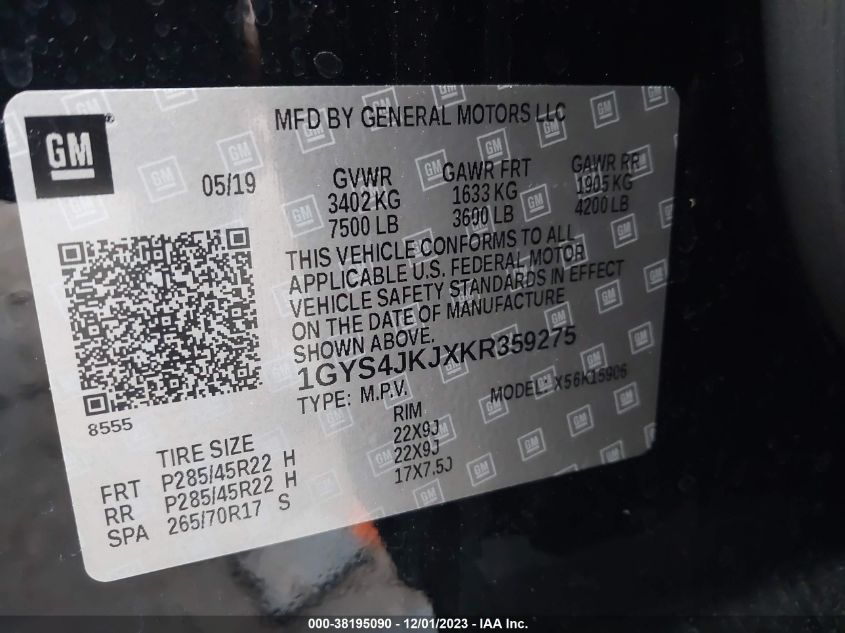 MFD BY GENERAL MOTORS LLC
GM®
05/19
GVWR GAWR FRT GAWR RR
3402 KG 1633 KG 1905 KG
7500 LB 3600 LB 4200 LB
THIS VEHICLE CONFORMS TO ALL
APPLICABLE U.S. FEDERAL MOTOR
VEHICLE SAFETY STANDARDS IN EFFECT
ON THE DATE OF MANUFACTURE
SHOWN ABOVE.
1GYS4JKJXKR359275
TYPE: M.P.V. MODEL: X56K15906
8555
TIRE SIZE RIM
FRT P285/45R22 H 22X9J
RR P285/45R22 H 22X9J
SPA 265/70R17 S 17X7.5J
000-38195090 - 12/01/2023 - IAA Inc.